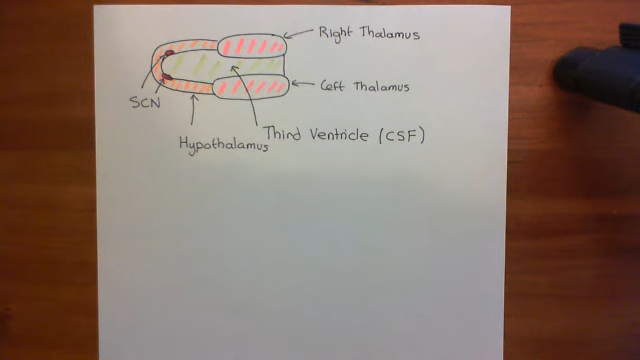 Right Thalamus
Left Thalamus
SCN
Third Ventricle (CSF)
Hypothalamus